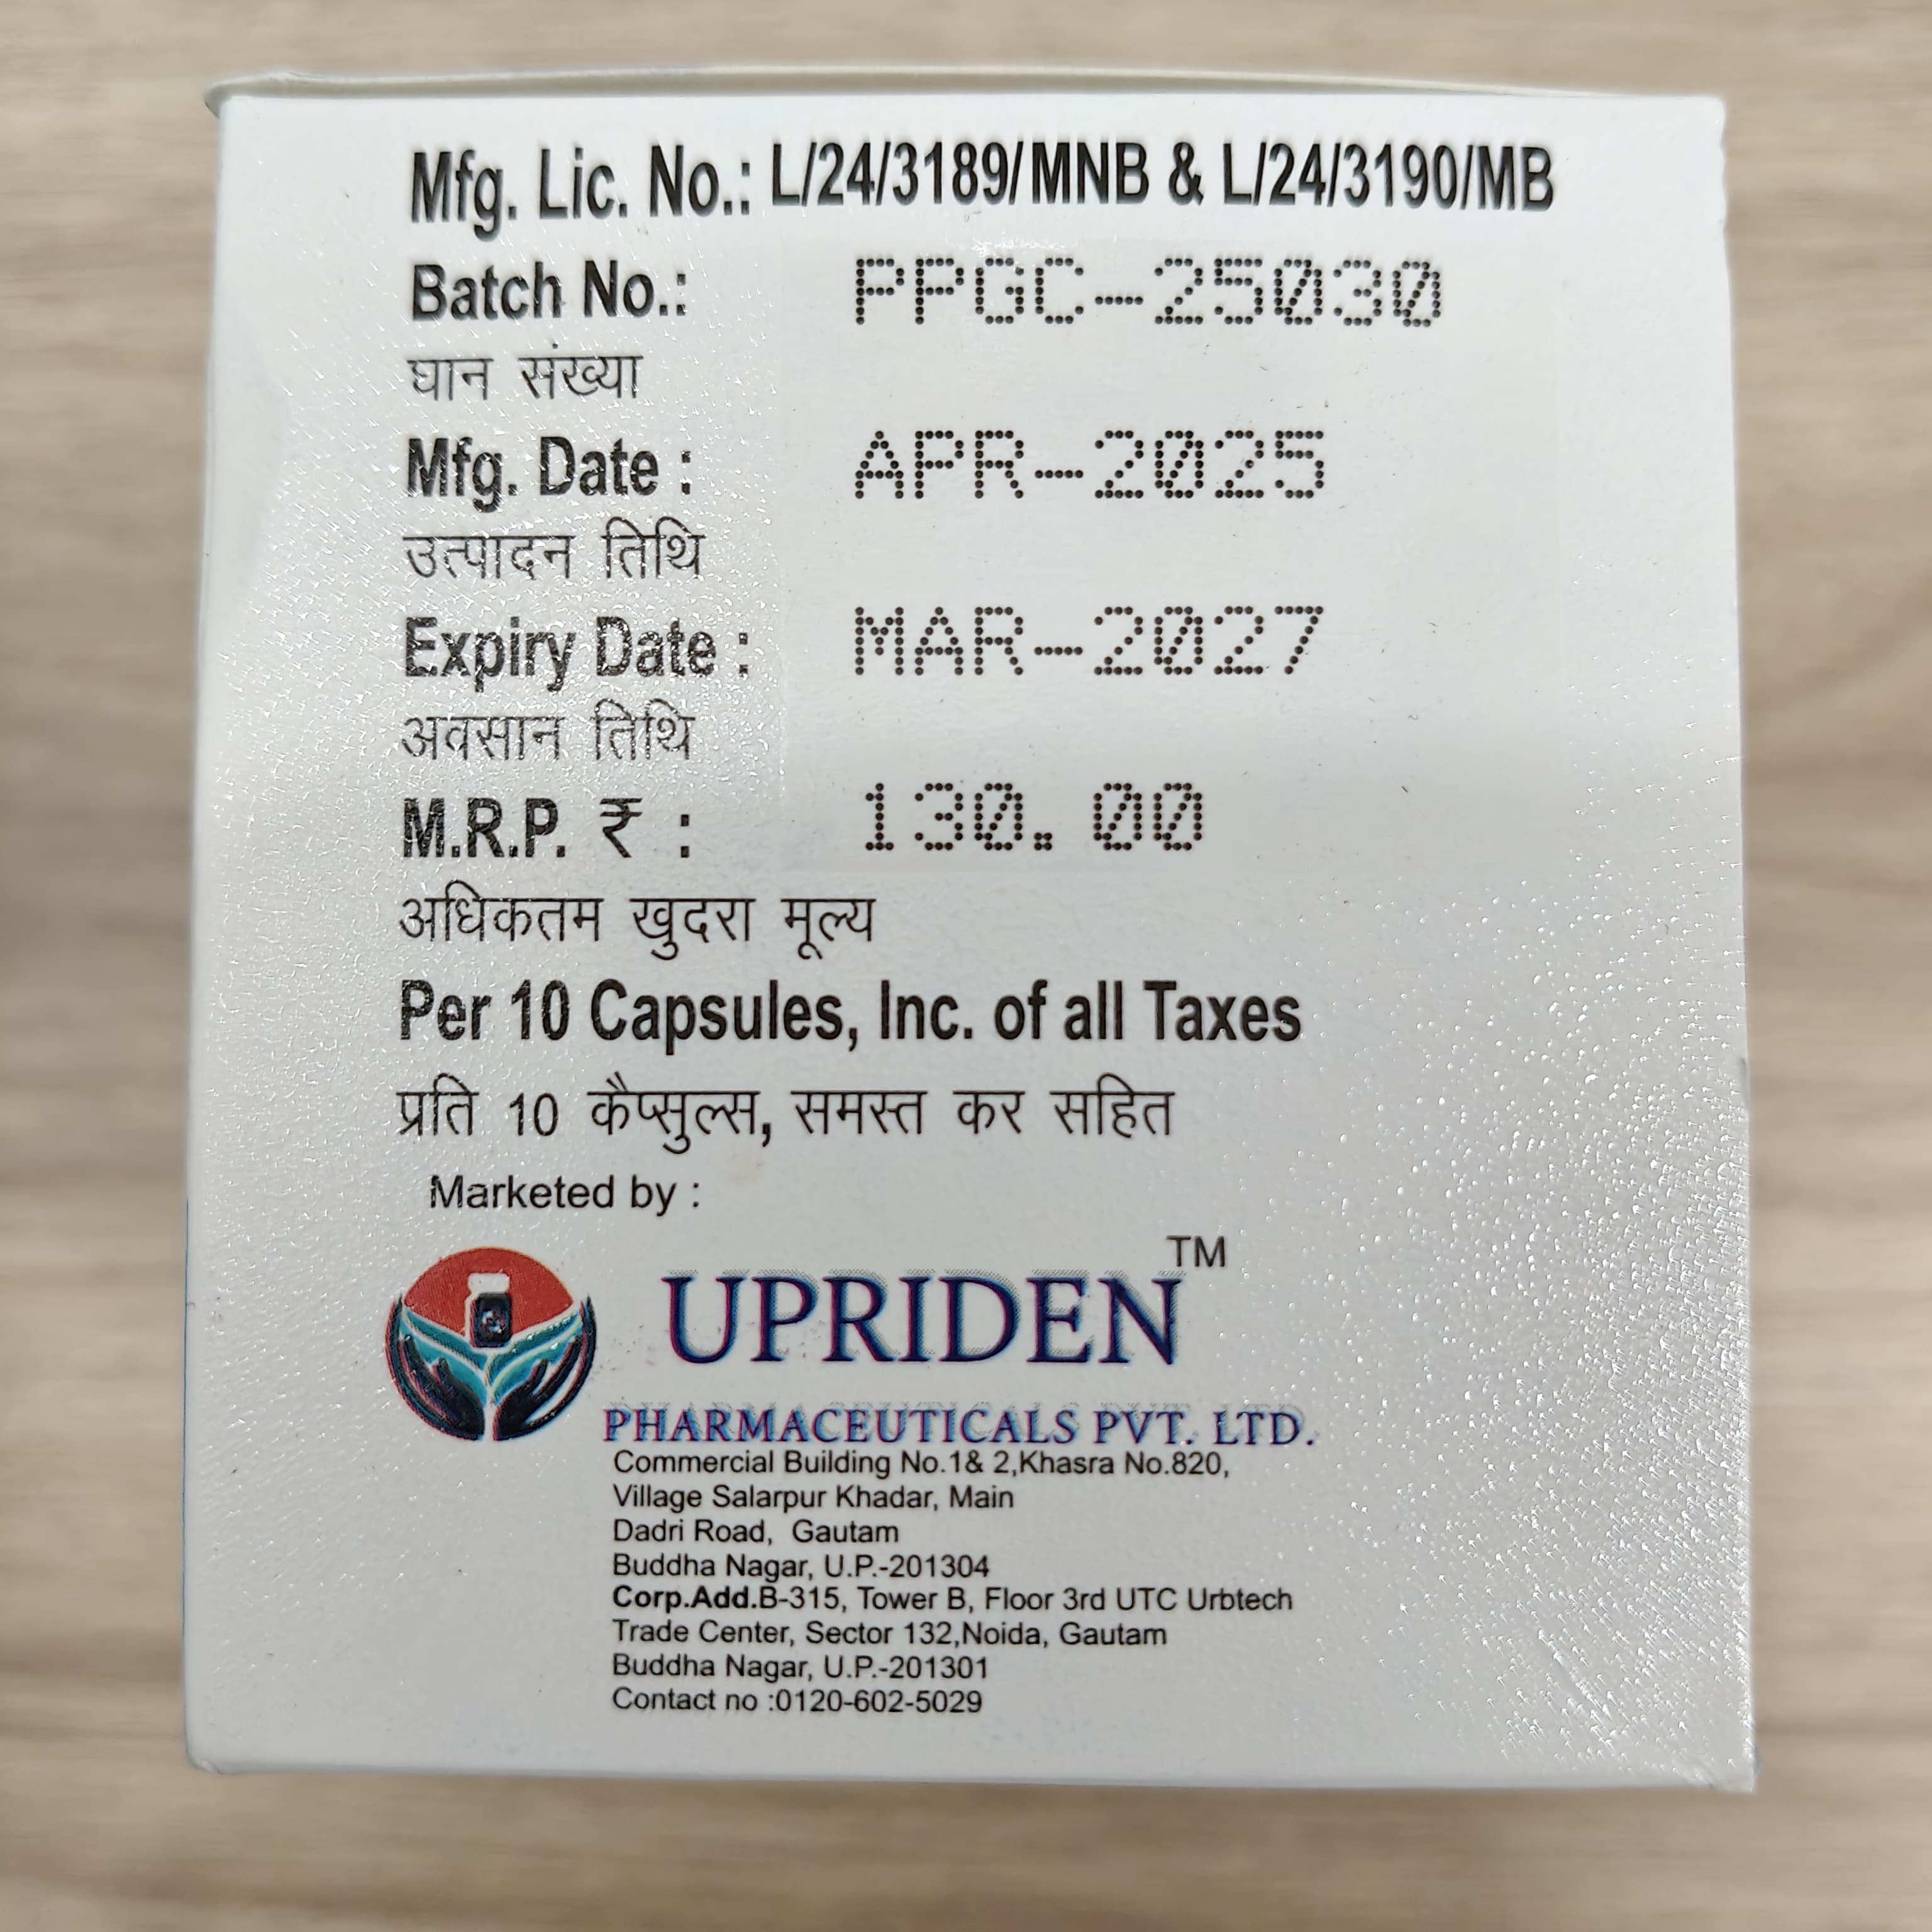 Mfg. Lic. No.: L/24/3189/MNB & L/24/3190/MB
Batch No.: PPGC-25030
घान संख्या
Mfg. Date : APR-2025
उत्पादन तिथि
Expiry Date : MAR-2027
अवसान तिथि
M.R.P. ₹ : 130.00
अधिकतम खुदरा मूल्य
Per 10 Capsules, Inc. of all Taxes
प्रति 10 कैप्सुल्स, समस्त कर सहित
Marketed by :
UPRIDEN™
PHARMACEUTICALS PVT. LTD.
Commercial Building No.1& 2,Khasra No.820,
Village Salarpur Khadar, Main
Dadri Road, Gautam
Buddha Nagar, U.P.-201304
Corp.Add.B-315, Tower B, Floor 3rd UTC Urbtech
Trade Center, Sector 132,Noida, Gautam
Buddha Nagar, U.P.-201301
Contact no :0120-602-5029